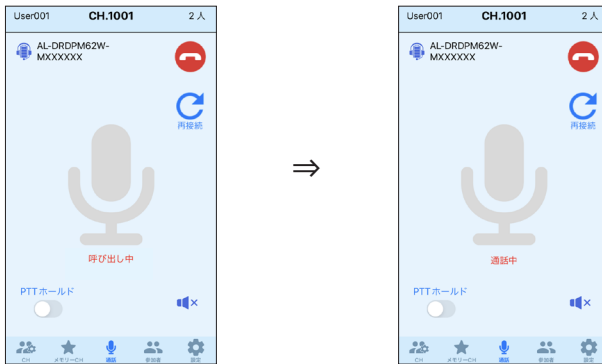 User001 CH.1001 2人
AL-DRDPM62W-
MXXXXXX
再接続
呼び出し中
PTTホールド
CH メモリーCH 通話 参加者 設定
⇒
User001 CH.1001 2人
AL-DRDPM62W-
MXXXXXX
再接続
通話中
PTTホールド
CH メモリーCH 通話 参加者 設定